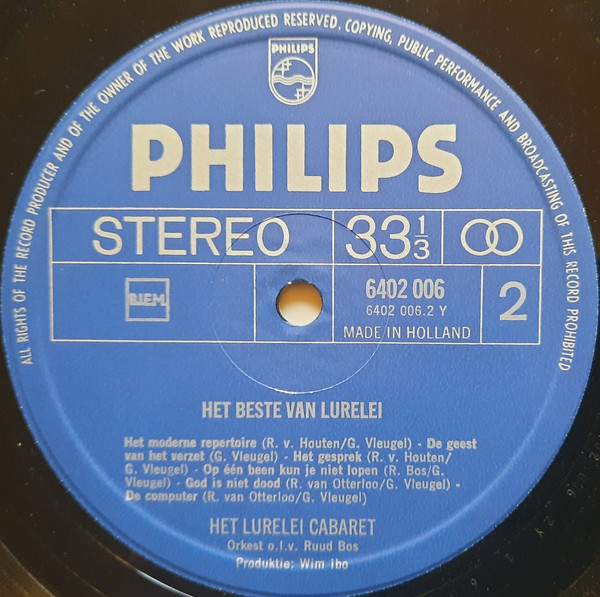 ALL RIGHTS OF THE RECORD PRODUCER AND OF THE OWNER OF THE WORK REPRODUCED RESERVED. COPYING, PUBLIC PERFORMANCE AND BROADCASTING OF THIS RECORD PROHIBITED
PHILIPS
PHILIPS
STEREO 33 1/3
B.I.E.M. 6402 006 2
6402 006.2 Y
MADE IN HOLLAND
HET BESTE VAN LURELEI
Het moderne repertoire (R. v. Houten/G. Vleugel) - De geest
van het verzet (G. Vleugel) - Het gesprek (R. v. Houten/
G. Vleugel) - Op één been kun je niet lopen (R. Bos/G.
Vleugel) - God is niet dood (R. van Otterloo/G. Vleugel) -
De computer (R. van Otterloo/G. Vleugel)
HET LURELEI CABARET
Orkest o.l.v. Ruud Bos
Produktie: Wim Ibo